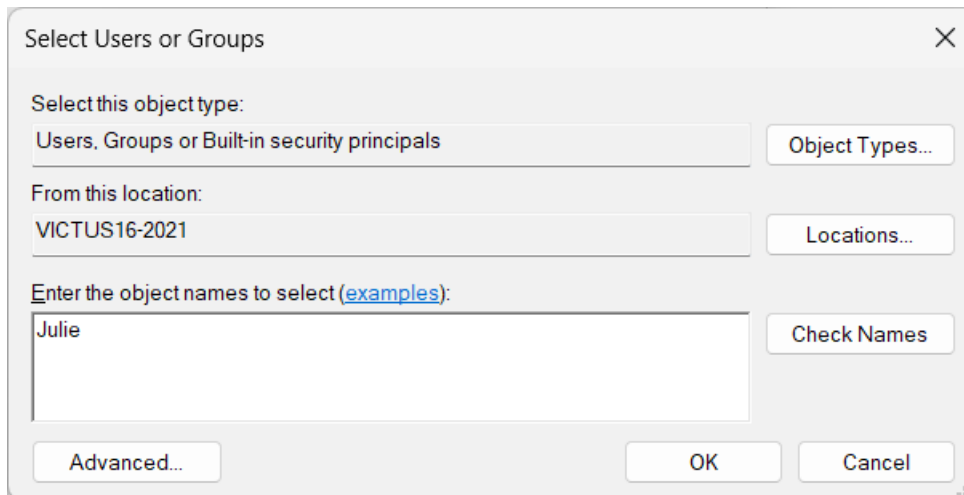 Select Users or Groups
Select this object type:
Users, Groups or Built-in security principals
Object Types...
From this location:
VICTUS16-2021
Locations...
Enter the object names to select (examples):
Julie
Check Names
Advanced...
OK
Cancel